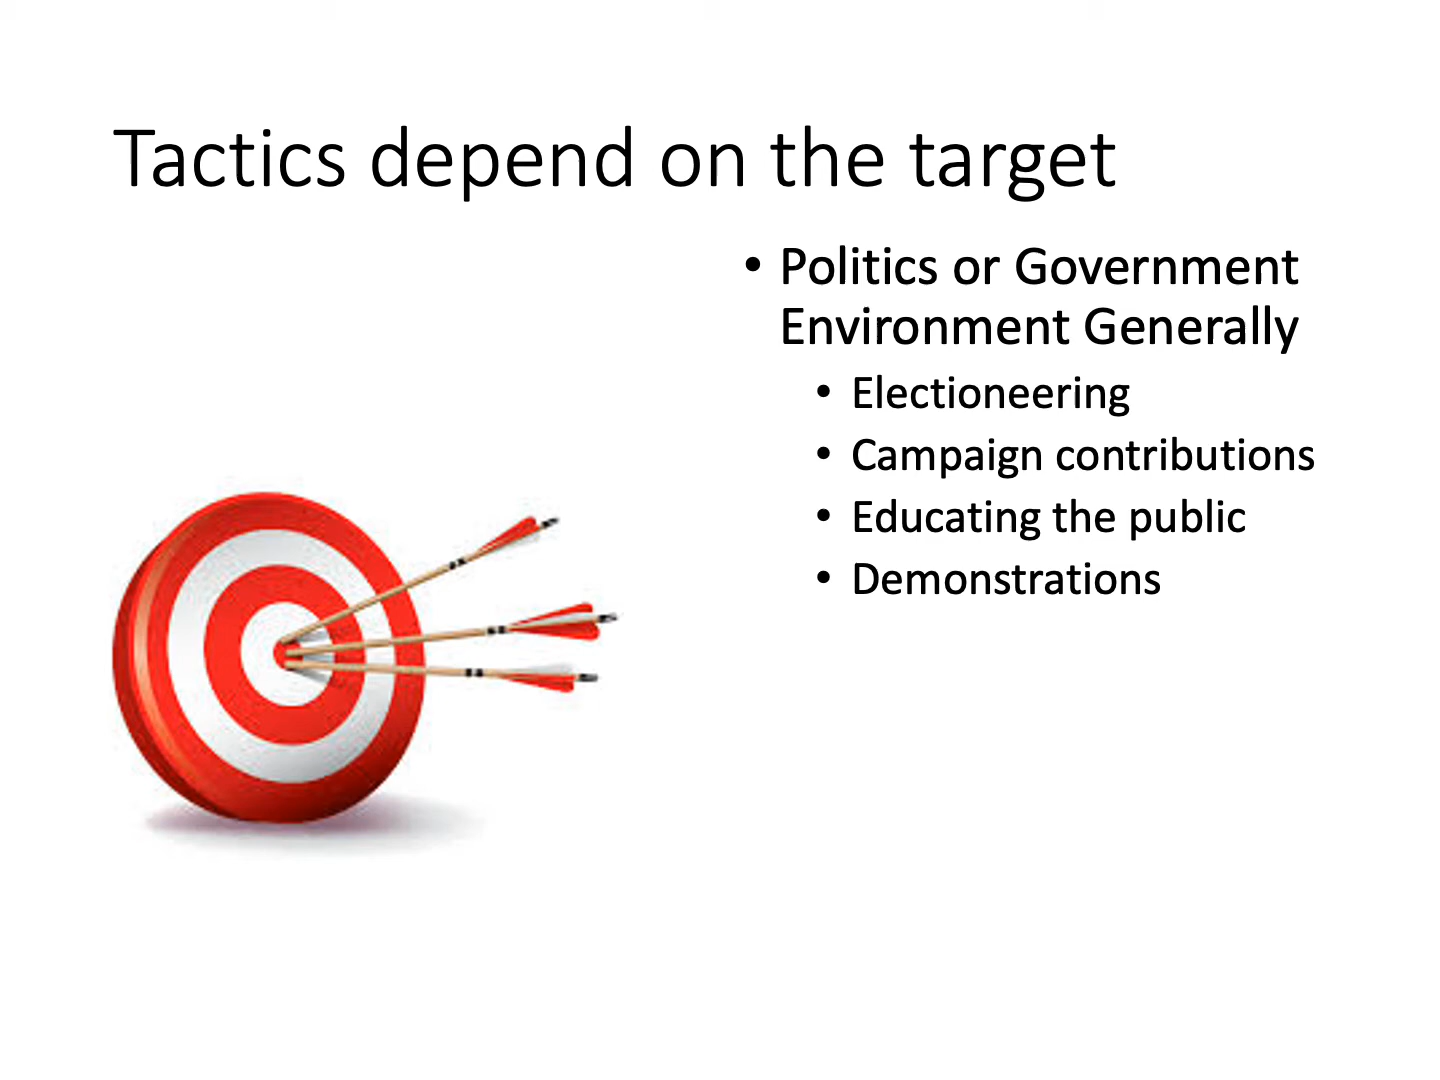 Tactics depend on the target
• Politics or Government
Environment Generally
• Electioneering
• Campaign contributions
• Educating the public
• Demonstrations